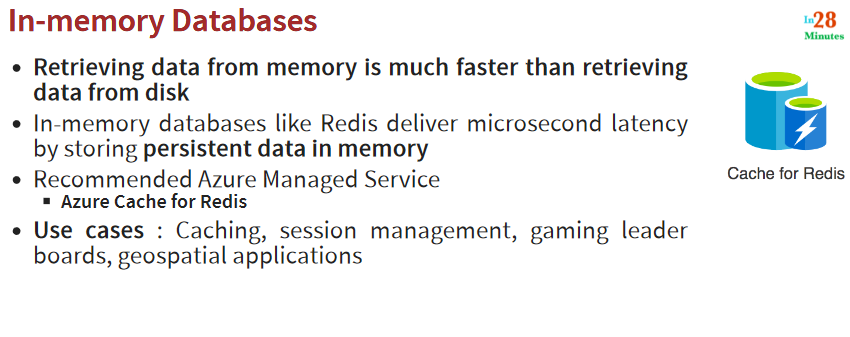 In-memory Databases
In28
Minutes
• Retrieving data from memory is much faster than retrieving
data from disk
• In-memory databases like Redis deliver microsecond latency
by storing persistent data in memory
• Recommended Azure Managed Service
▪ Azure Cache for Redis
• Use cases : Caching, session management, gaming leader
boards, geospatial applications
Cache for Redis